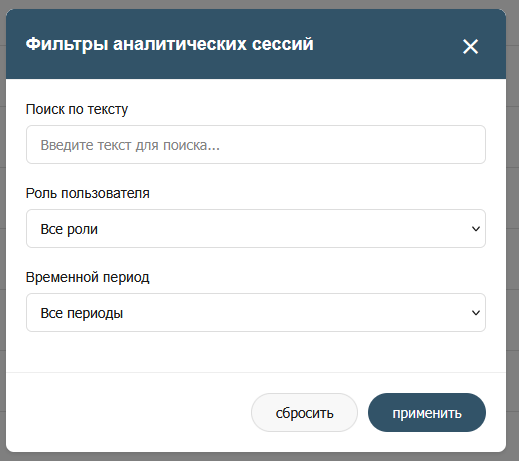 Фильтры аналитических сессий
Поиск по тексту
Введите текст для поиска...
Роль пользователя
Все роли
Временной период
Все периоды
сбросить
применить